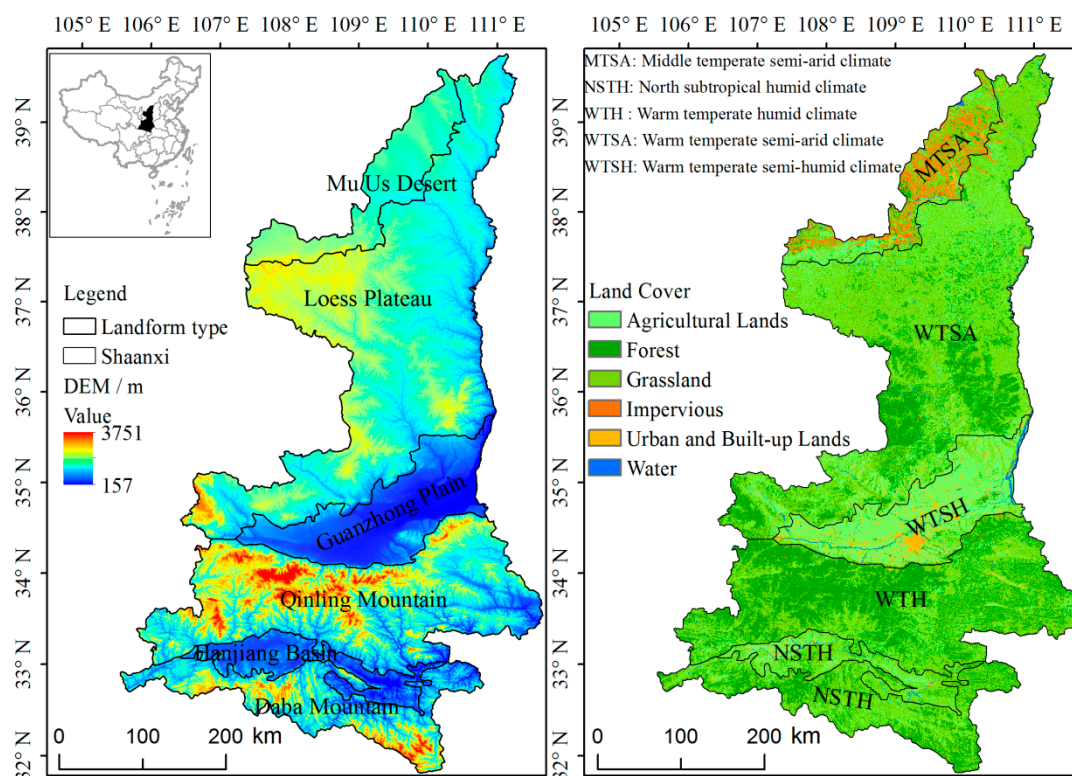 105° E 106° E 107° E 108° E 109° E 110° E 111° E
39° N
38° N
37° N
36° N
35° N
34° N
33° N
32° N
Mu Us Desert
Loess Plateau
Guanzhong Plain
Qinling Mountain
Hanjiang Basin
Daba Mountain
Legend
Landform type
Shaanxi
DEM / m
Value
3751
157
0 100 200 km
105° E 106° E 107° E 108° E 109° E 110° E 111° E
MTSA: Middle temperate semi-arid climate
NSTH: North subtropical humid climate
WTH : Warm temperate humid climate
WTSA: Warm temperate semi-arid climate
WTSH: Warm temperate semi-humid climate
39° N
38° N
37° N
36° N
35° N
34° N
33° N
32° N
MTSA
WTSA
WTSH
WTH
NSTH
NSTH
Land Cover
Agricultural Lands
Forest
Grassland
Impervious
Urban and Built-up Lands
Water
0 100 200 km